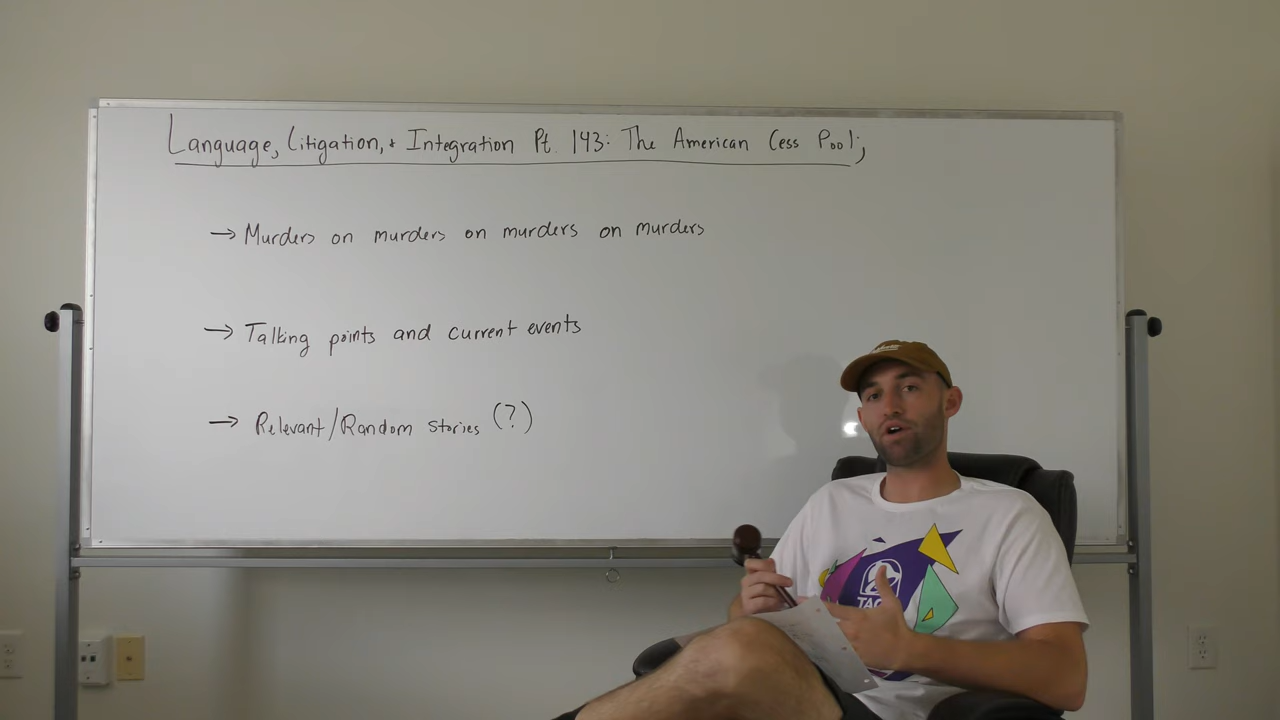 Language, Litigation, + Integration Pt. 143: The American Cess Pool;
→ Murders on murders on murders on murders
→ Talking points and current events
→ Relevant/Random stories (?)
TAC